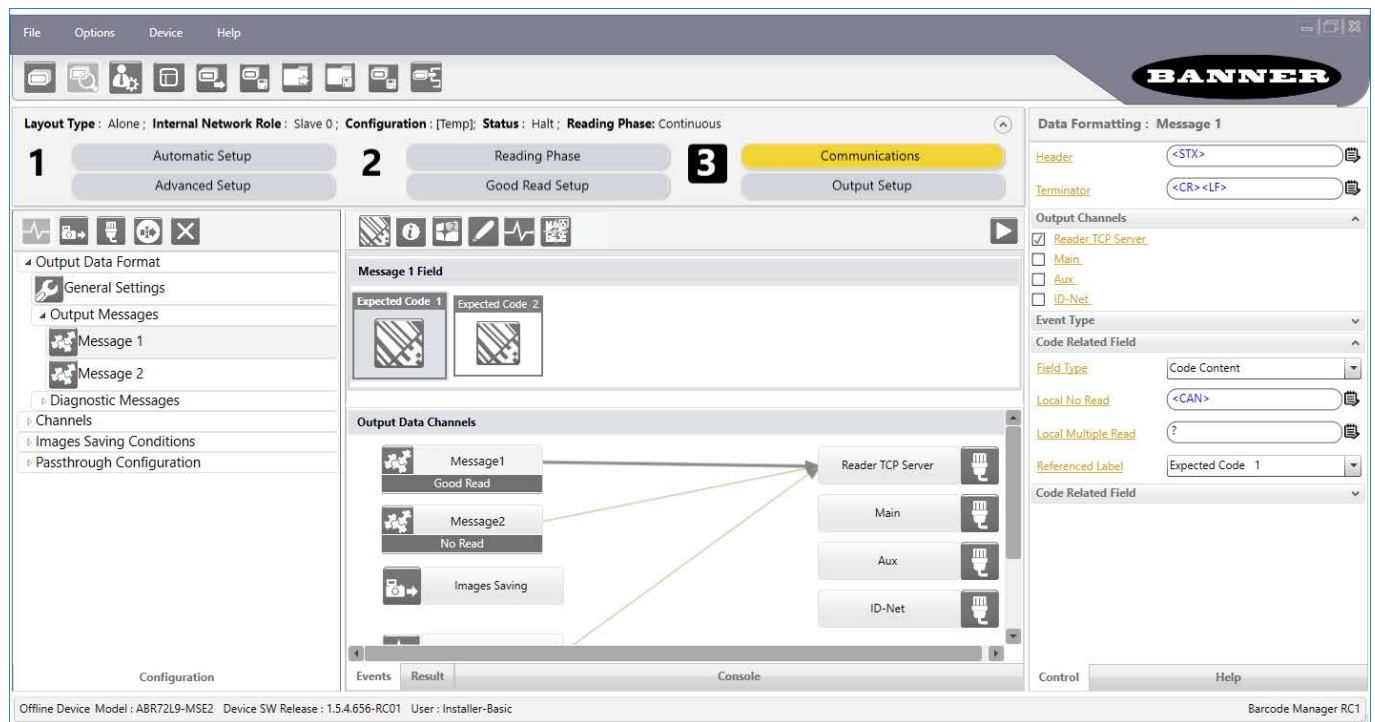 File Options Device Help
BANNER
Layout Type : Alone ; Internal Network Role : Slave 0 ; Configuration : [Temp]; Status : Halt ; Reading Phase: Continuous
1 Automatic Setup 2 Reading Phase 3 Communications
Advanced Setup Good Read Setup Output Setup
Output Data Format
General Settings
Output Messages
Message 1
Message 2
Diagnostic Messages
Channels
Images Saving Conditions
Passthrough Configuration
Configuration
Message 1 Field
Expected Code 1 Expected Code 2
Output Data Channels
Message1
Good Read
Message2
No Read
Images Saving
Reader TCP Server
Main
Aux
ID-Net
Events Result Console
Data Formatting : Message 1
Header <STX>
Terminator <CR><LF>
Output Channels
Reader TCP Server
Main
Aux
ID-Net
Event Type
Code Related Field
Field Type Code Content
Local No Read <CAN>
Local Multiple Read ?
Referenced Label Expected Code 1
Code Related Field
Control Help
Offline Device Model : ABR72L9-MSE2 Device SW Release : 1.5.4.656-RC01 User : Installer-Basic Barcode Manager RC1